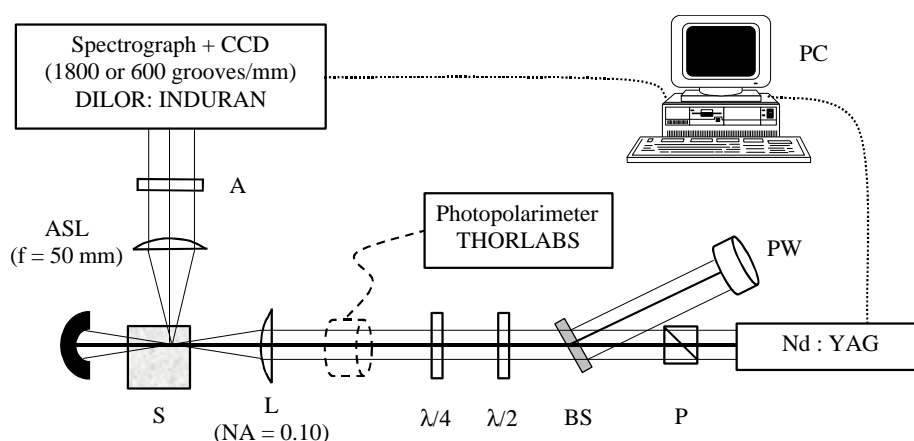 Spectrograph + CCD
(1800 or 600 grooves/mm)
DILOR: INDURAN
PC
A
ASL
(f = 50 mm)
Photopolarimeter
THORLABS
PW
Nd : YAG
S
L
(NA = 0.10)
λ/4
λ/2
BS
P